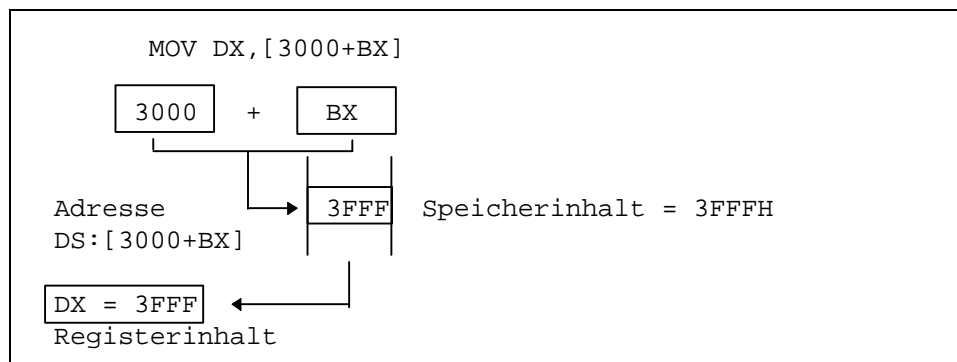 MOV DX,[3000+BX]
3000 + BX
Adresse 3FFF Speicherinhalt = 3FFFH
DS:[3000+BX]
DX = 3FFF
Registerinhalt